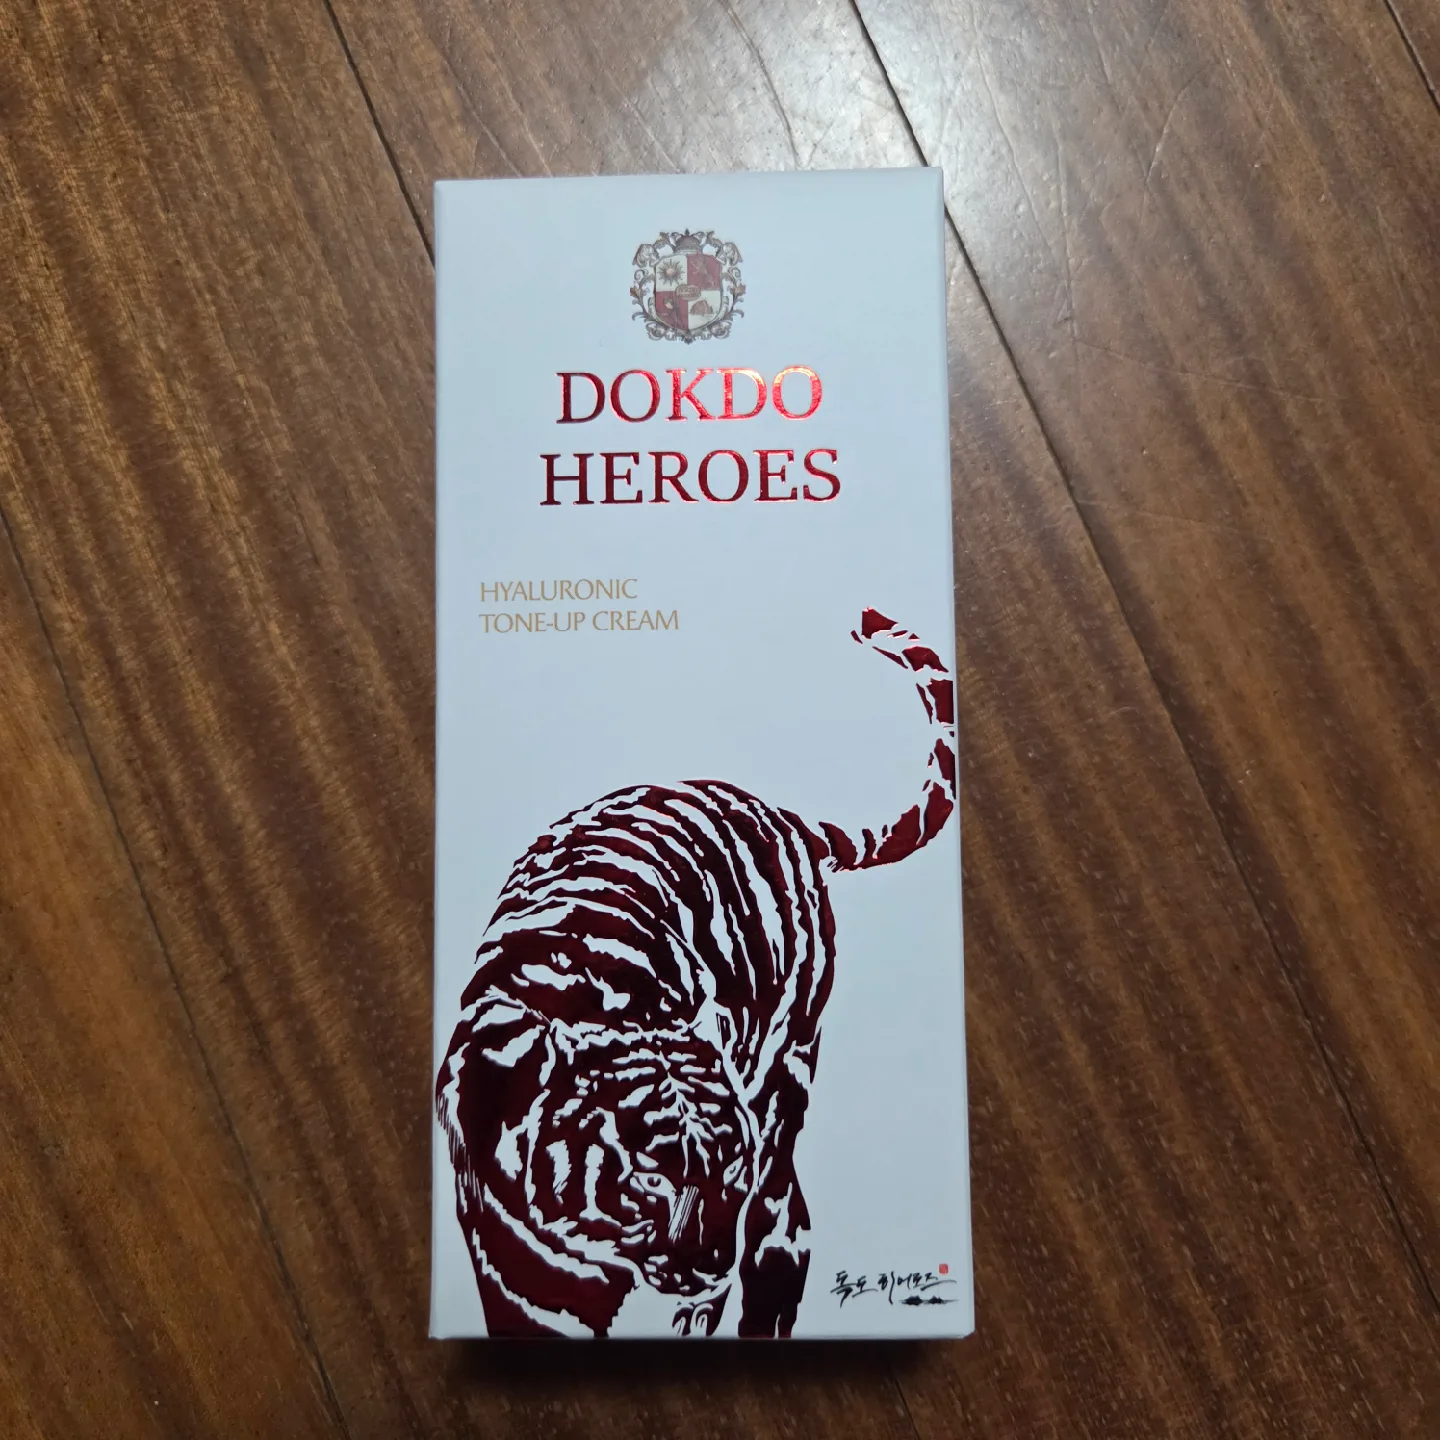 DOKDO
HEROES
HYALURONIC
TONE-UP CREAM
독도 히어로즈